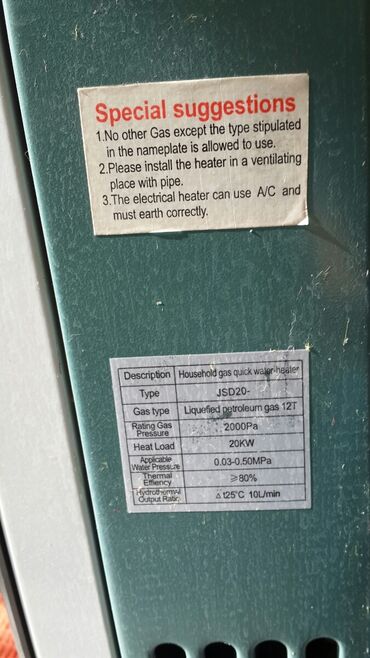 Special suggestions
1.No other Gas except the type stipulated
in the nameplate is allowed to use.
2.Please install the heater in a ventilating
place with pipe.
3.The electrical heater can use A/C and
must earth correctly.
Description Household gas quick water-heater
Type JSD20-
Gas type Liquefied petroleum gas 12T
Rating Gas
Pressure 2000Pa
Heat Load 20KW
Applicable
Water Pressure 0.03-0.50MPa
Thermal
Effiency ≥80%
Hydrothermal
Output Ratio △t25°C 10L/min